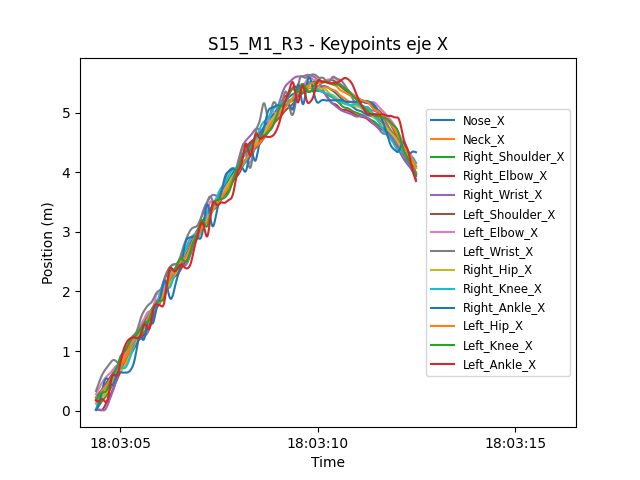 S15_M1_R3 - Keypoints eje X
Position (m)
5
4
3
2
1
0
18:03:05
18:03:10
18:03:15
Time
Nose_X
Neck_X
Right_Shoulder_X
Right_Elbow_X
Right_Wrist_X
Left_Shoulder_X
Left_Elbow_X
Left_Wrist_X
Right_Hip_X
Right_Knee_X
Right_Ankle_X
Left_Hip_X
Left_Knee_X
Left_Ankle_X